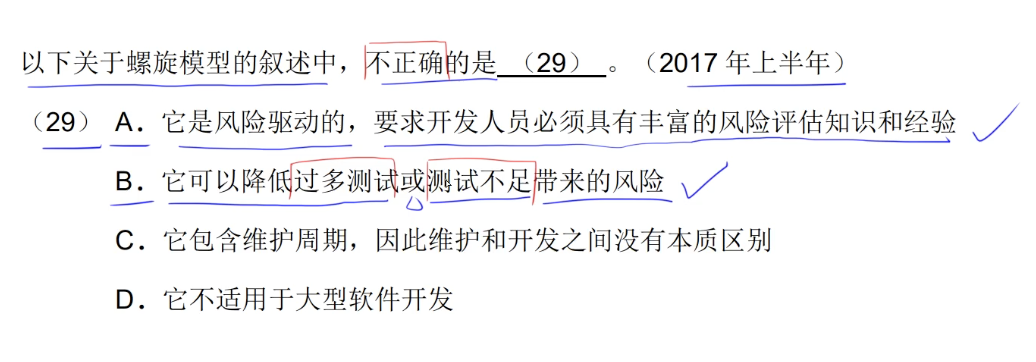 以下关于螺旋模型的叙述中，不正确的是 （29） 。（2017 年上半年）
（29） A．它是风险驱动的，要求开发人员必须具有丰富的风险评估知识和经验
B．它可以降低过多测试或测试不足带来的风险
C．它包含维护周期，因此维护和开发之间没有本质区别
D．它不适用于大型软件开发